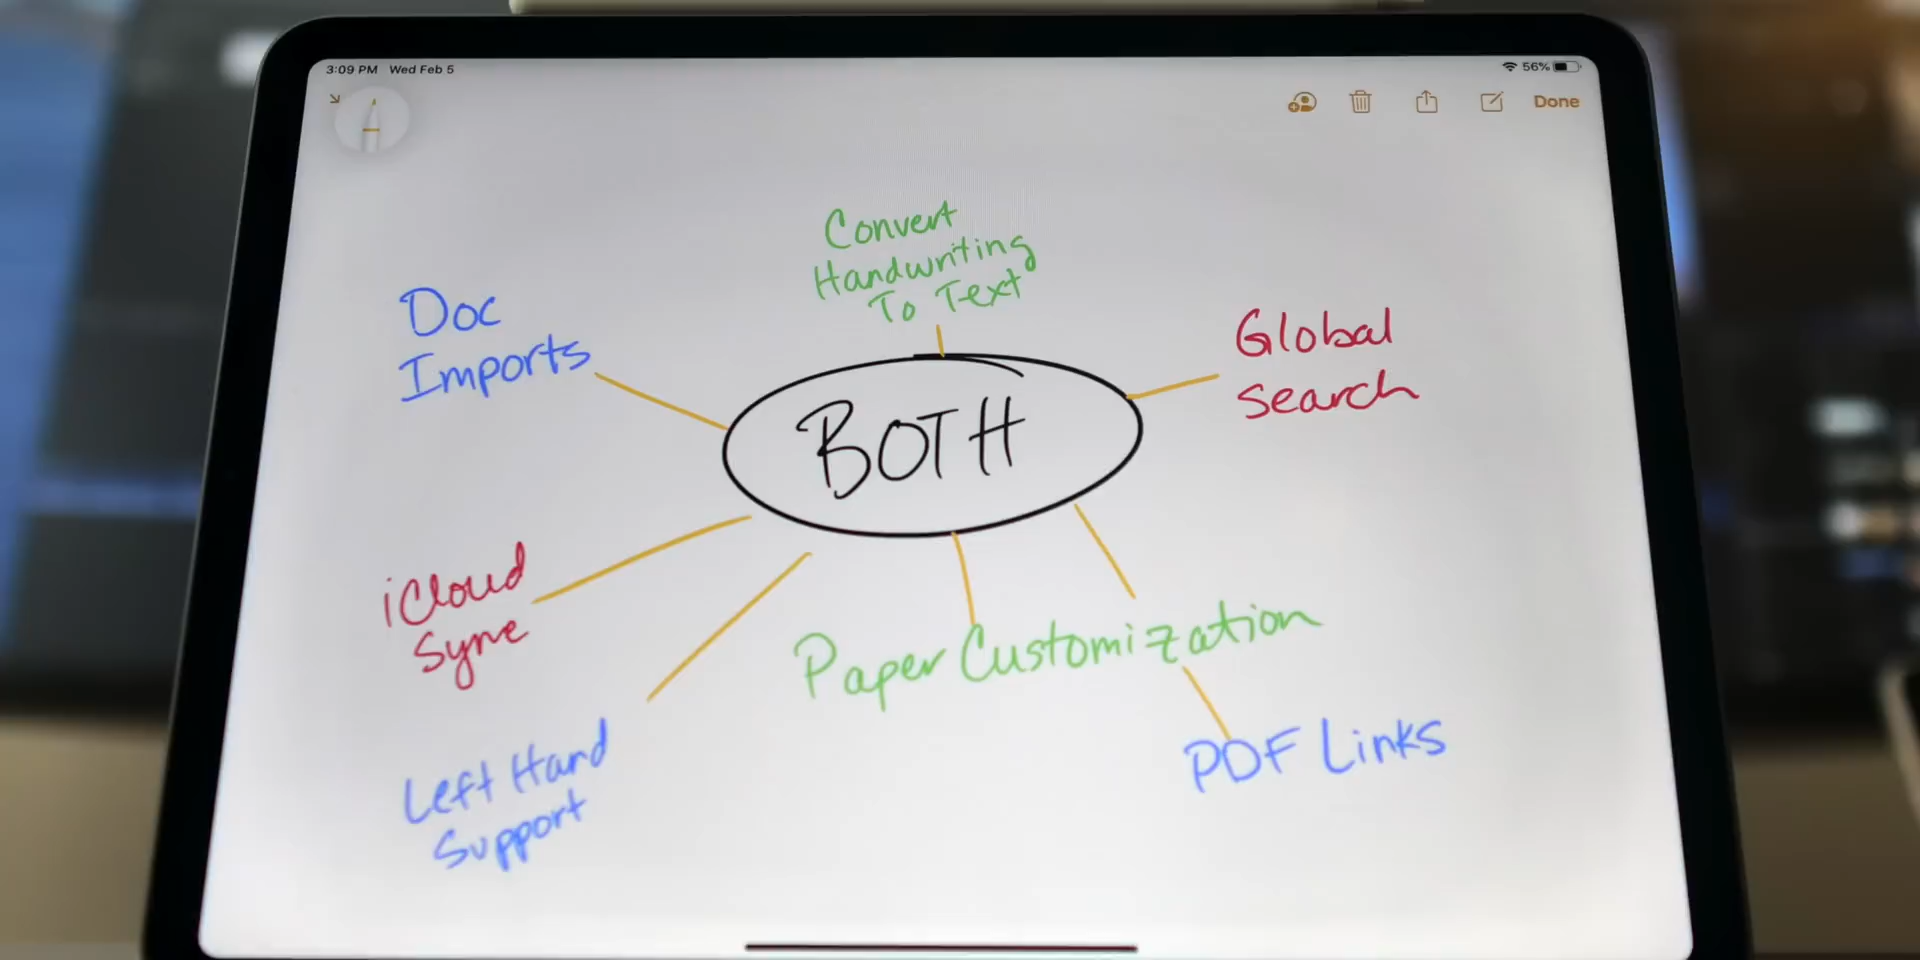 3:09 PM Wed Feb 5
56%
Done
Convert
Handwriting
To Text
Doc
Imports
Global
Search
BOTH
iCloud
Sync
Paper Customization
PDF Links
Left Hand
Support